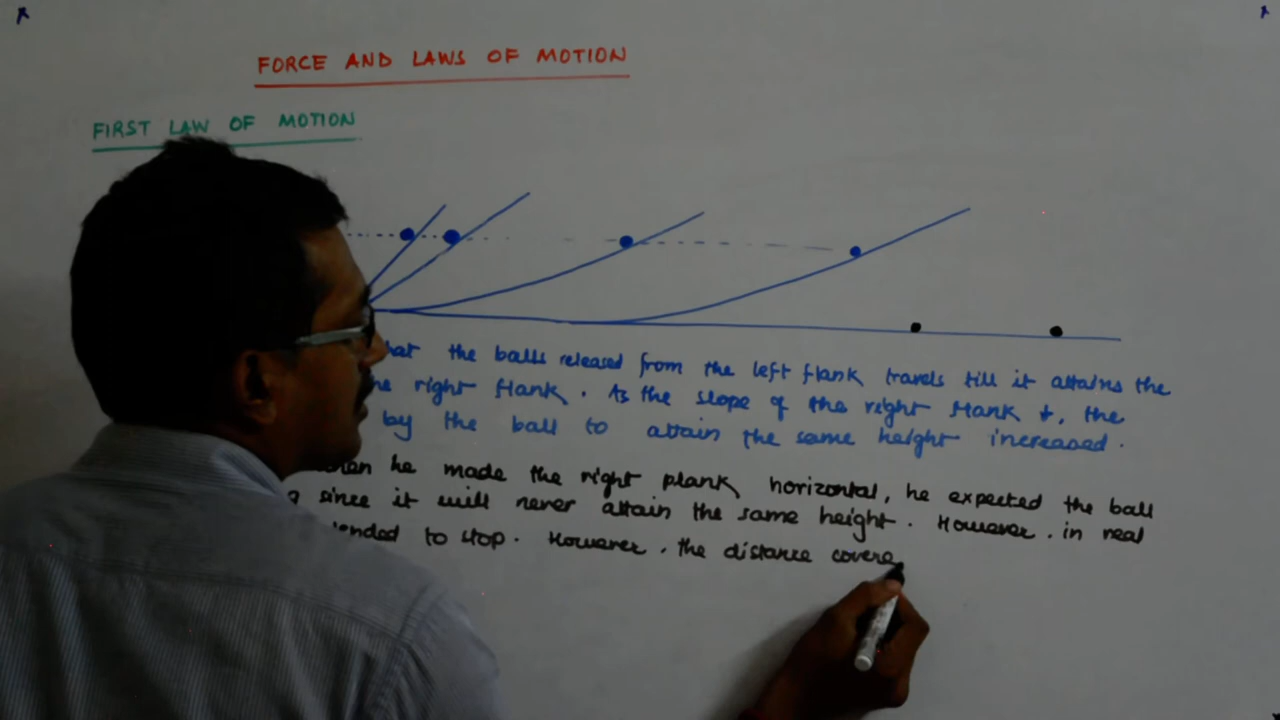 FORCE AND LAWS OF MOTION
FIRST LAW OF MOTION
the balls released from the left flank travels till it attains the
right flank. As the slope of the right flank ↓, the
by the ball to attain the same height increased.
he made the right plank horizontal, he expected the ball
since it will never attain the same height. However, in real
to stop. However, the distance covere